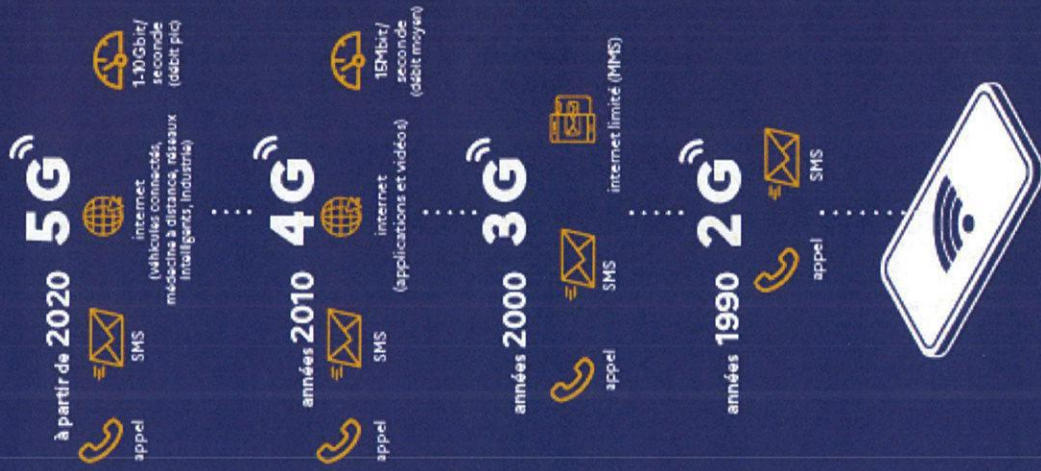 à partir de 2020 5G
appel
SMS
internet
(véhicules connectés,
médecine à distance, réseaux
intelligents, industrie)
1-10Gbit/
seconde
(débit pic)
années 2010 4G
appel
SMS
internet
(applications et vidéos)
15Mbit/
seconde
(débit moyen)
années 2000 3G
appel
SMS
internet limité (MMS)
années 1990 2G
appel
SMS